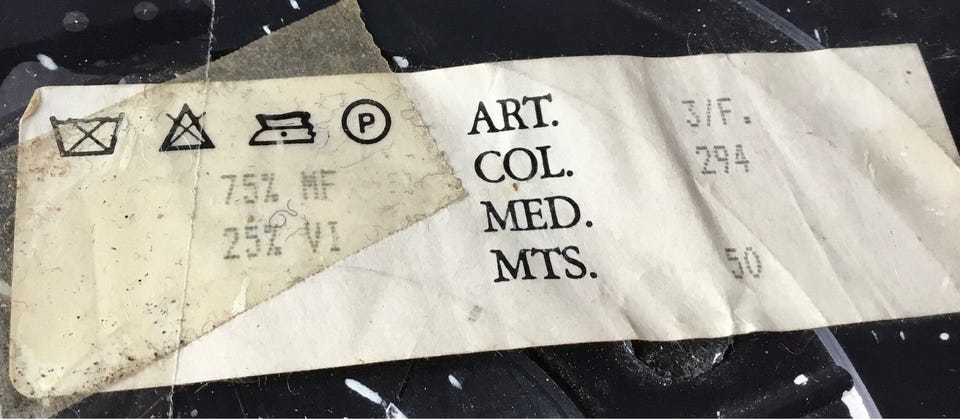 P
75% MF
25% VI
ART. 3/F.
COL. 294
MED.
MTS. 50